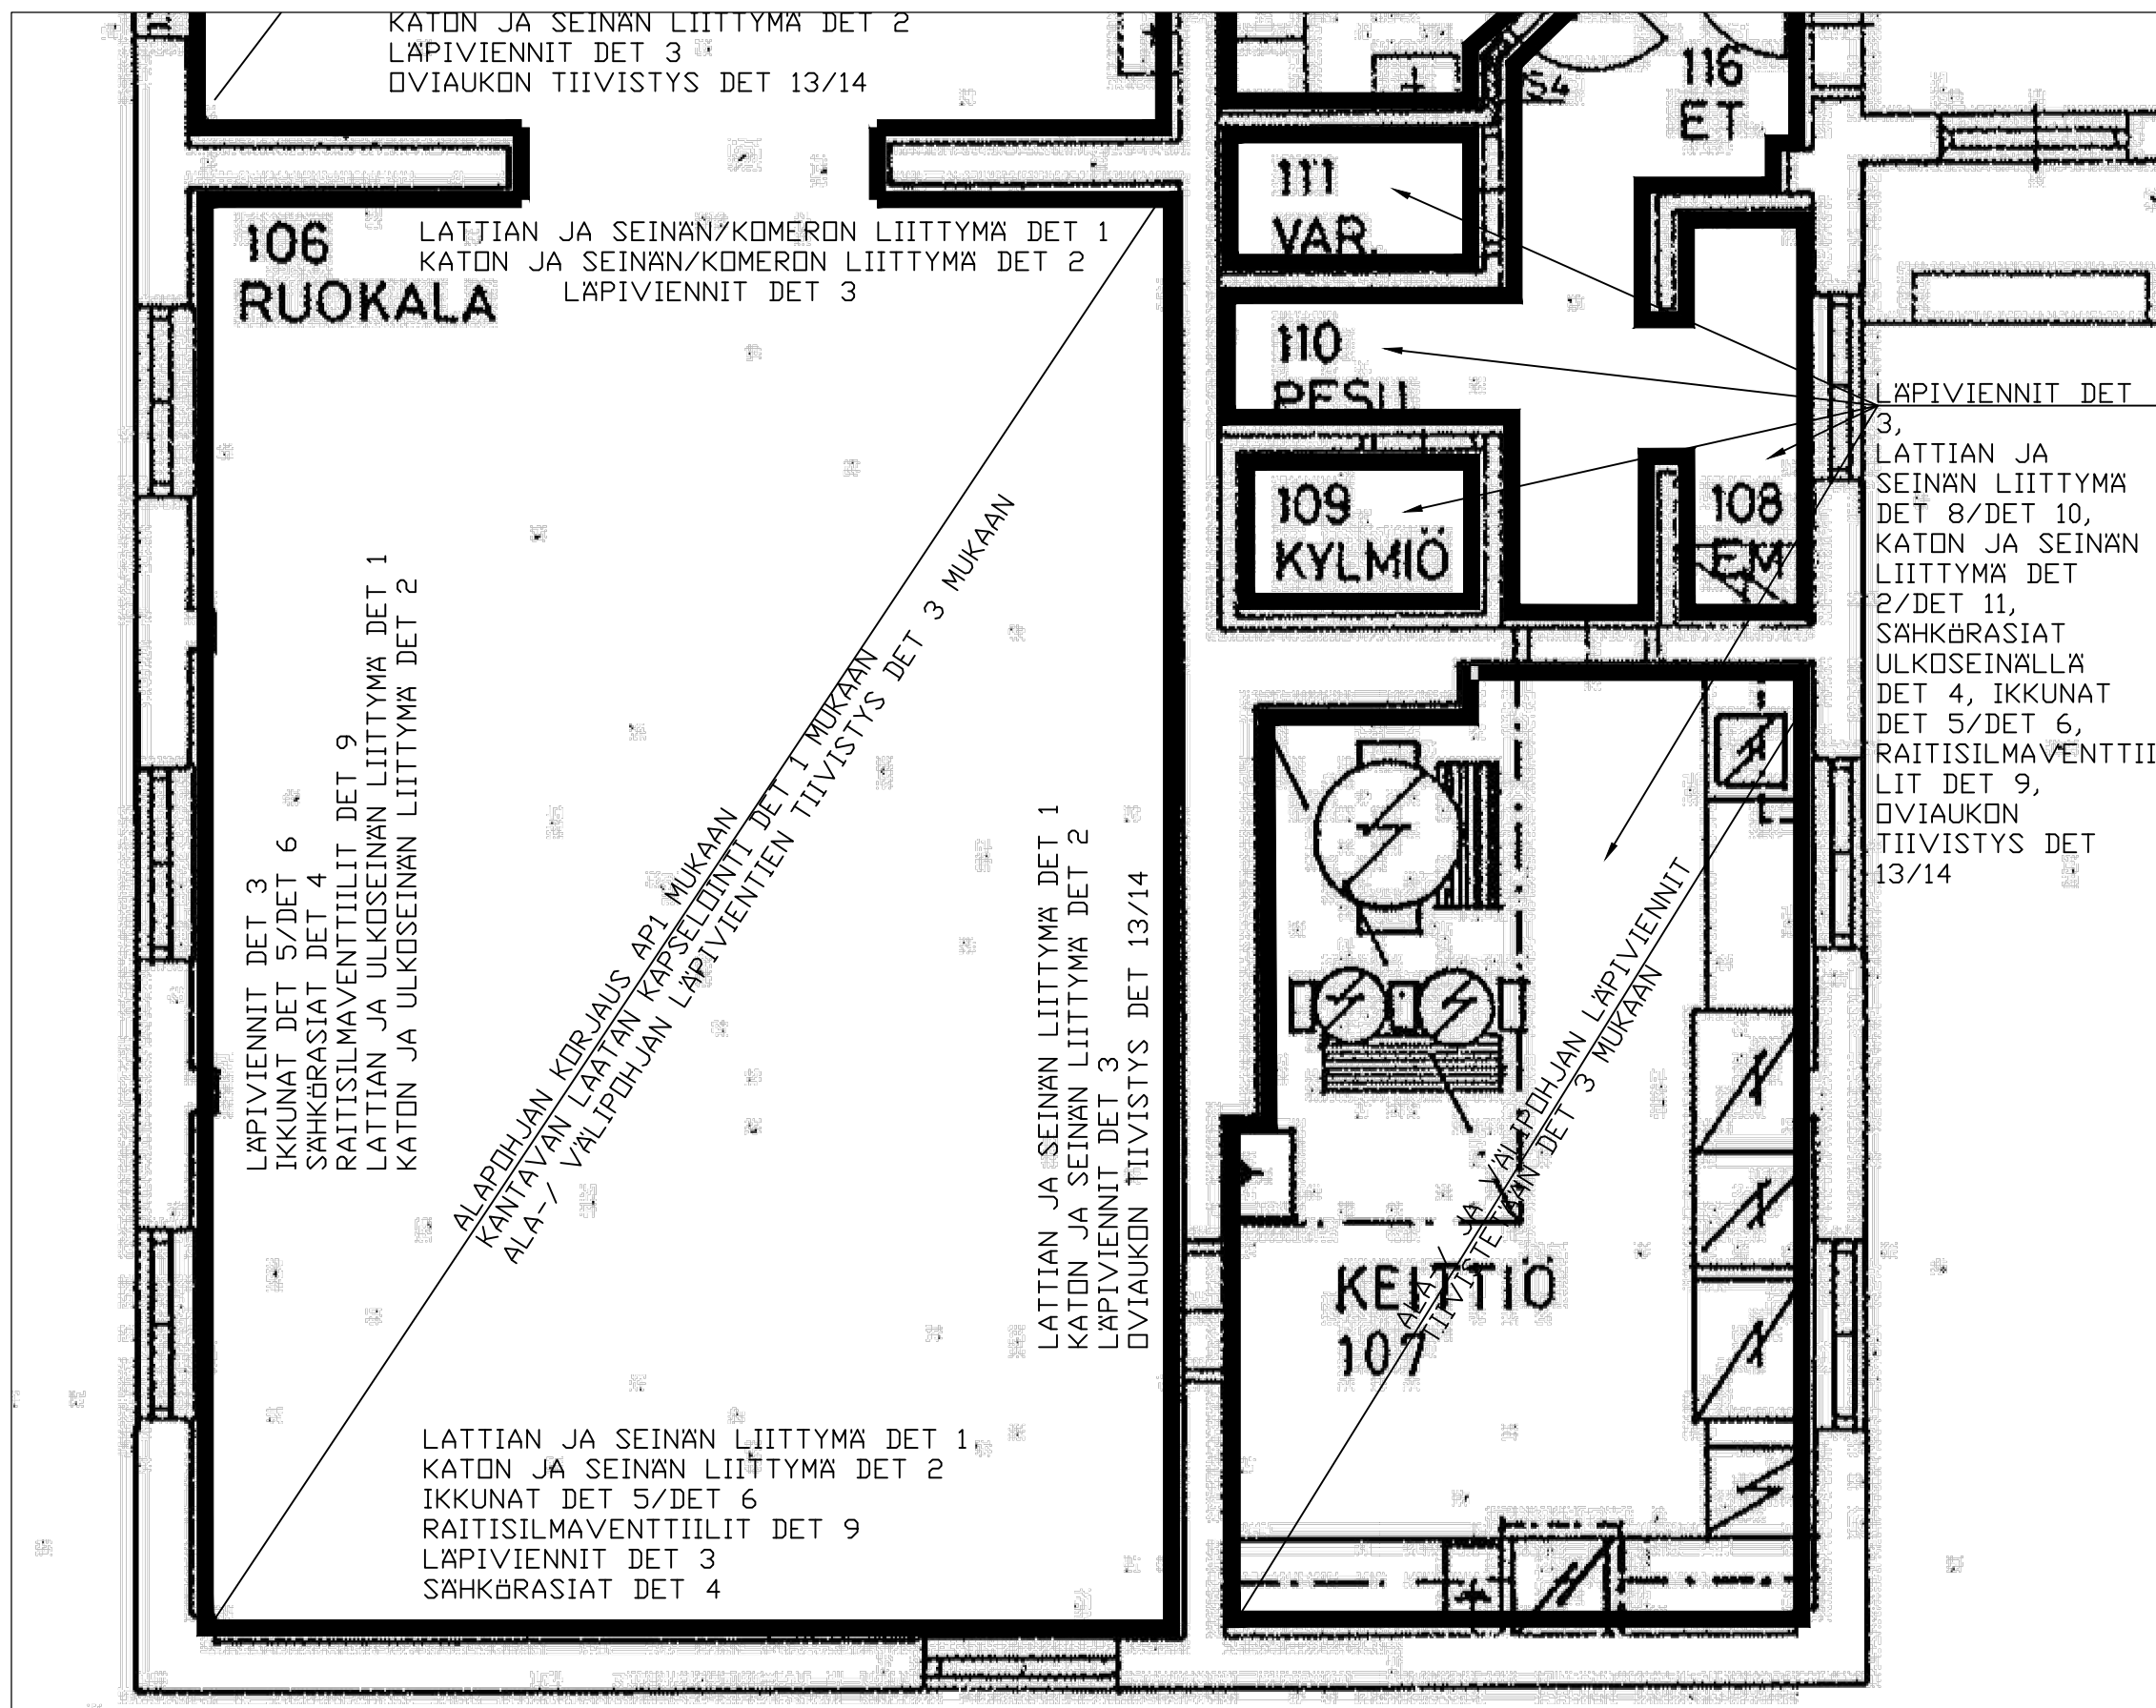 KATON JA SEINÄN LIITTYMÄ DET 2
LÄPIVIENNIT DET 3
OVIAUKON TIIVISTYS DET 13/14
116
ET
S4
106
RUOKALA
LATTIAN JA SEINÄN/KOMERON LIITTYMÄ DET 1
KATON JA SEINÄN/KOMERON LIITTYMÄ DET 2
LÄPIVIENNIT DET 3
111
VAR.
110
PESU
109
KYLMIÖ
108
EM
LÄPIVIENNIT DET
3,
LATTIAN JA
SEINÄN LIITTYMÄ
DET 8/DET 10,
KATON JA SEINÄN
LIITTYMÄ DET
2/DET 11,
SÄHKÖRASIAT
ULKOSEINÄLLÄ
DET 4, IKKUNAT
DET 5/DET 6,
RAITISILMAVENTTII
LIT DET 9,
OVIAUKON
TIIVISTYS DET
13/14
LÄPIVIENNIT DET 3
IKKUNAT DET 5/DET 6
SÄHKÖRASIAT DET 4
RAITISILMAVENTTIILIT DET 9
LATTIAN JA ULKOSEINÄN LIITTYMÄ DET 1
KATON JA ULKOSEINÄN LIITTYMÄ DET 2
ALAPOHJAN KORJAUS AP1 MUKAAN
KANTAVAN LAATAN KAPSELOINTI DET 1 MUKAAN
ALA-/ VÄLIPOHJAN LÄPIVIENTIEN TIIVISTYS DET 3 MUKAAN
LATTIAN JA SEINÄN LIITTYMÄ DET 1
KATON JA SEINÄN LIITTYMÄ DET 2
LÄPIVIENNIT DET 3
OVIAUKON TIIVISTYS DET 13/14
ALA-/ JA VÄLIPOHJAN LÄPIVIENNIT
TIIVISTETÄÄN DET 3 MUKAAN
KEITTIÖ
107
LATTIAN JA SEINÄN LIITTYMÄ DET 1
KATON JA SEINÄN LIITTYMÄ DET 2
IKKUNAT DET 5/DET 6
RAITISILMAVENTTIILIT DET 9
LÄPIVIENNIT DET 3
SÄHKÖRASIAT DET 4